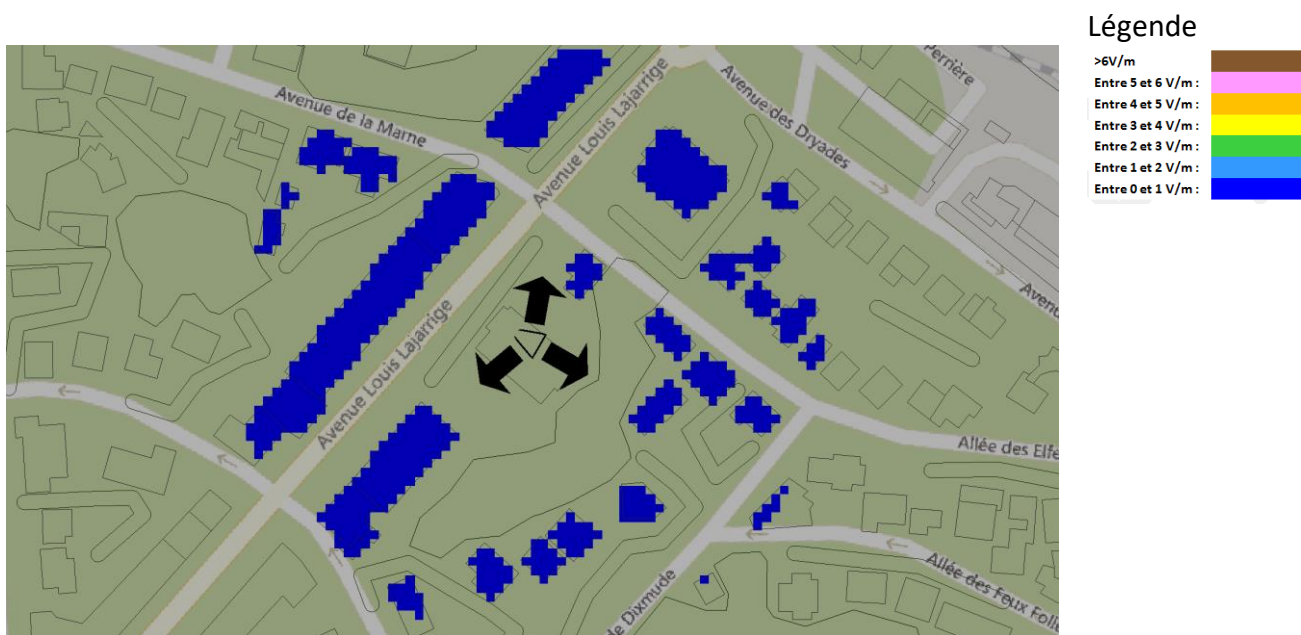 Légende
>6V/m
Entre 5 et 6 V/m :
Entre 4 et 5 V/m :
Entre 3 et 4 V/m :
Entre 2 et 3 V/m :
Entre 1 et 2 V/m :
Entre 0 et 1 V/m :
Perrière
Avenue de la Marne
Avenue Louis Lajarrige
Avenue des Dryades
Avenu
Avenue Louis Lajarrige
Allée des Elfe
Allée des Feux Foll
de Dixmude